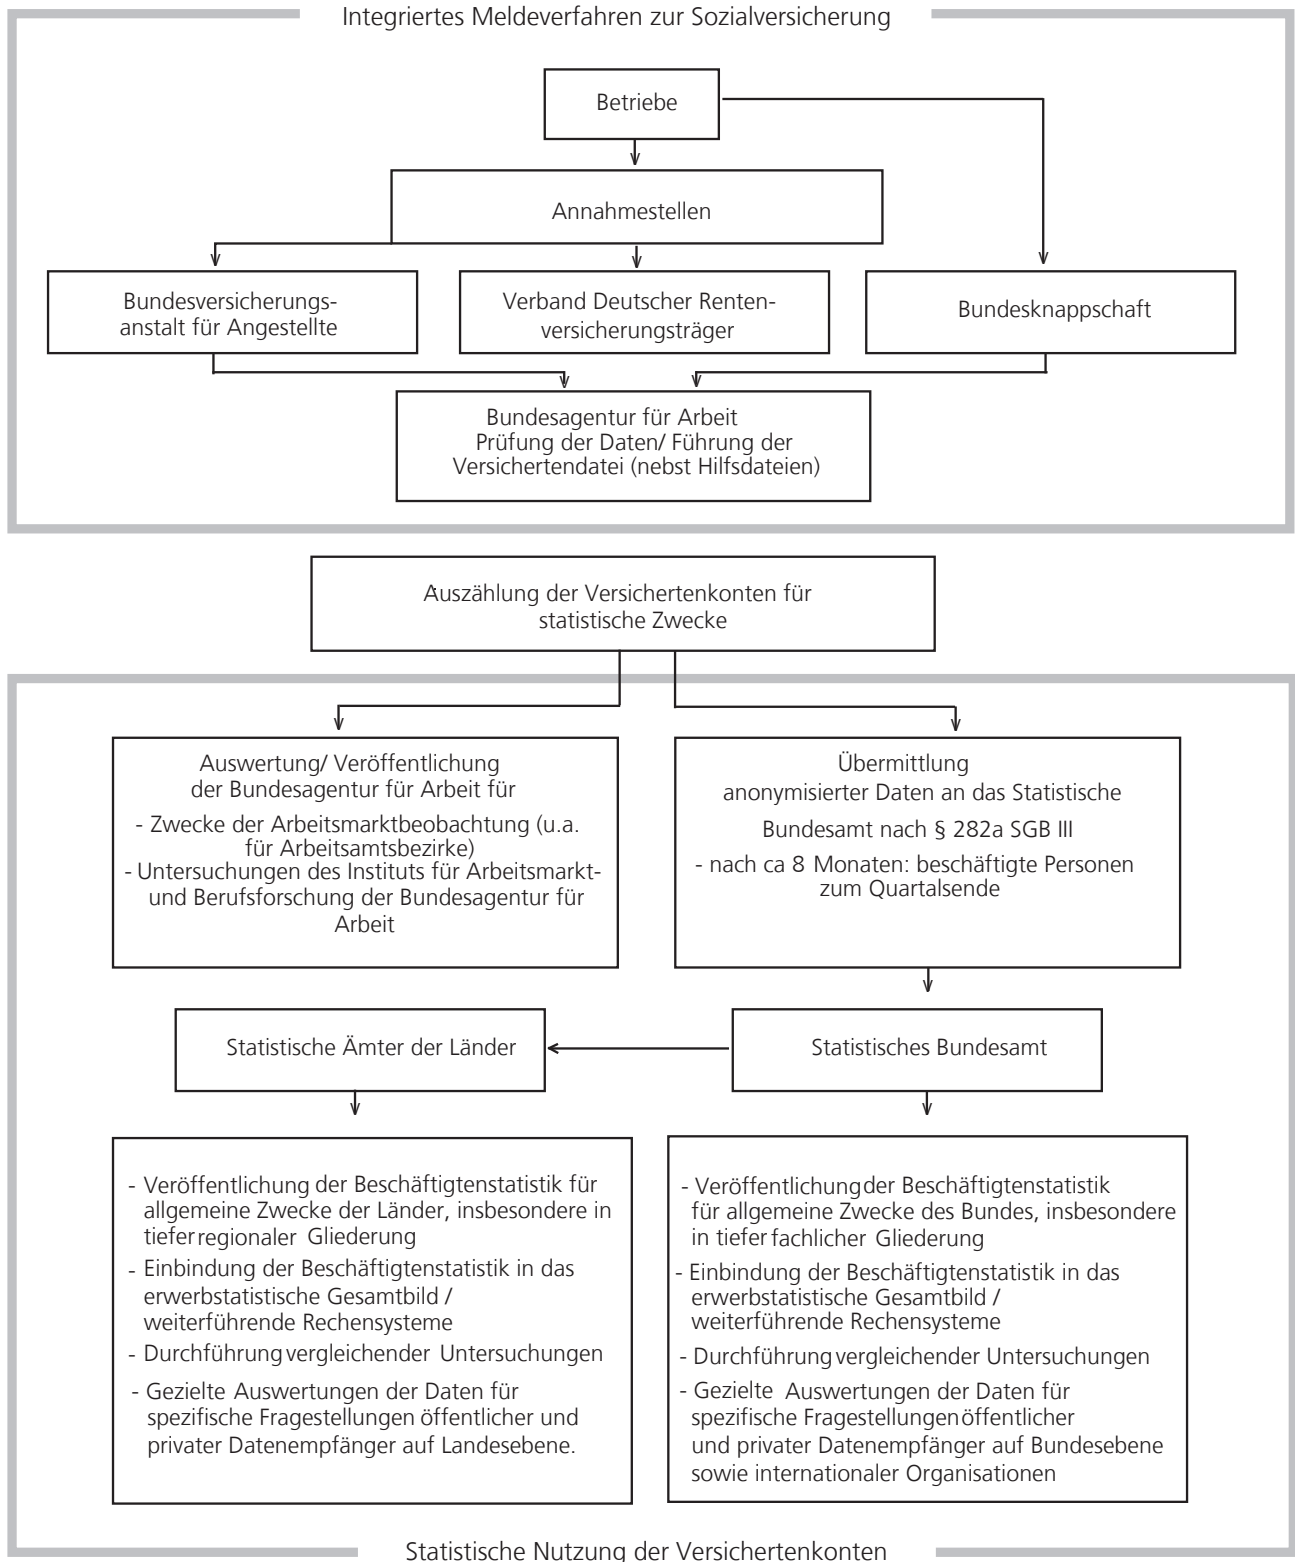 Integriertes Meldeverfahren zur Sozialversicherung
Betriebe
Annahmestellen
Bundesversicherungs-
anstalt für Angestellte
Verband Deutscher Renten-
versicherungsträger
Bundesknappschaft
Bundesagentur für Arbeit
Prüfung der Daten/ Führung der
Versichertendatei (nebst Hilfsdateien)
Auszählung der Versichertenkonten für
statistische Zwecke
Auswertung/ Veröffentlichung
der Bundesagentur für Arbeit für
- Zwecke der Arbeitsmarktbeobachtung (u.a.
für Arbeitsamtsbezirke)
- Untersuchungen des Instituts für Arbeitsmarkt-
und Berufsforschung der Bundesagentur für
Arbeit
Übermittlung
anonymisierter Daten an das Statistische
Bundesamt nach § 282a SGB III
- nach ca 8 Monaten: beschäftigte Personen
zum Quartalsende
Statistische Ämter der Länder
Statistisches Bundesamt
- Veröffentlichung der Beschäftigtenstatistik für
allgemeine Zwecke der Länder, insbesondere in
tiefer regionaler Gliederung
- Einbindung der Beschäftigtenstatistik in das
erwerbstatistische Gesamtbild /
weiterführende Rechensysteme
- Durchführung vergleichender Untersuchungen
- Gezielte Auswertungen der Daten für
spezifische Fragestellungen öffentlicher und
privater Datenempfänger auf Landesebene.
- Veröffentlichung der Beschäftigtenstatistik
für allgemeine Zwecke des Bundes, insbesondere
in tiefer fachlicher Gliederung
- Einbindung der Beschäftigtenstatistik in das
erwerbstatistische Gesamtbild /
weiterführende Rechensysteme
- Durchführung vergleichender Untersuchungen
- Gezielte Auswertungen der Daten für
spezifische Fragestellungen öffentlicher
und privater Datenempfänger auf Bundesebene
sowie internationaler Organisationen
Statistische Nutzung der Versichertenkonten